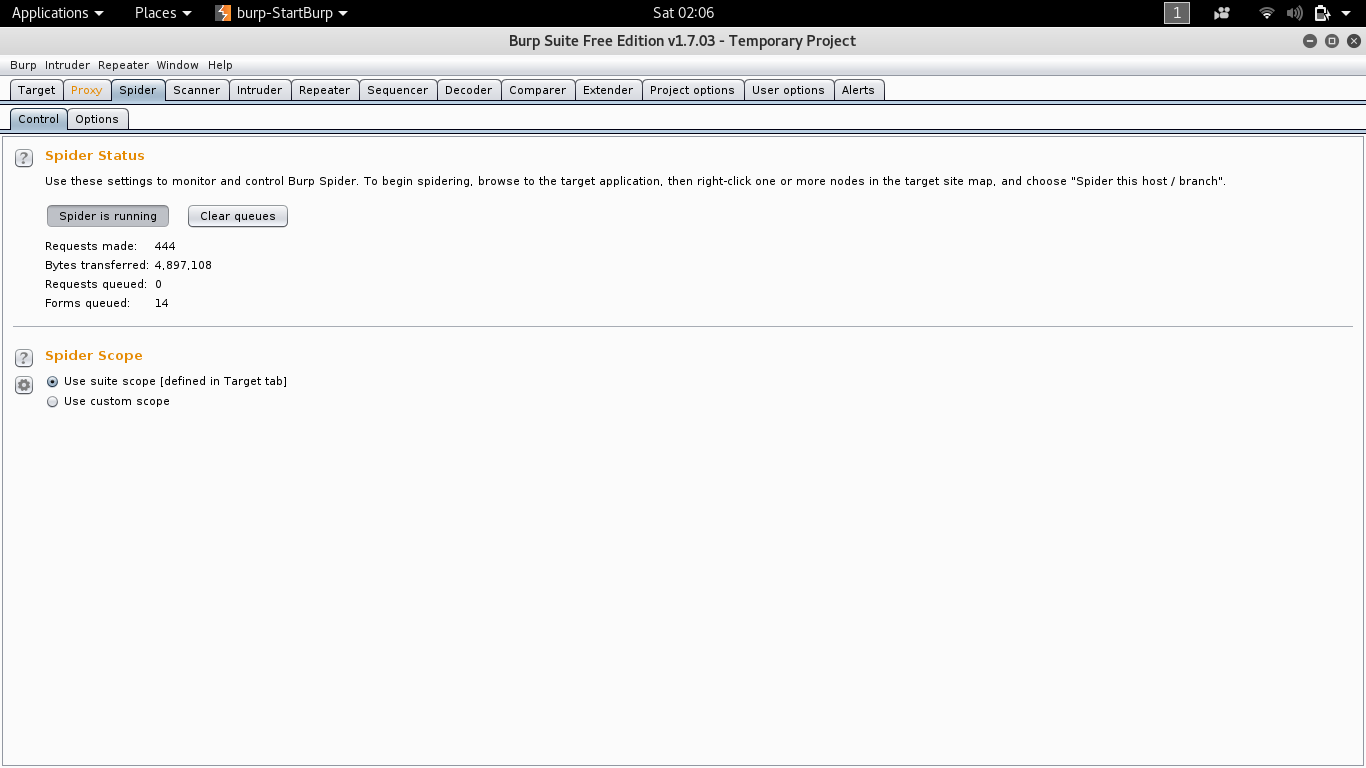 Applications Places burp-StartBurp Sat 02:06 1
Burp Suite Free Edition v1.7.03 - Temporary Project
Burp Intruder Repeater Window Help
Target Proxy Spider Scanner Intruder Repeater Sequencer Decoder Comparer Extender Project options User options Alerts
Control Options
? Spider Status
Use these settings to monitor and control Burp Spider. To begin spidering, browse to the target application, then right-click one or more nodes in the target site map, and choose "Spider this host / branch".
Spider is running Clear queues
Requests made: 444
Bytes transferred: 4,897,108
Requests queued: 0
Forms queued: 14
? Spider Scope
Use suite scope [defined in Target tab]
Use custom scope